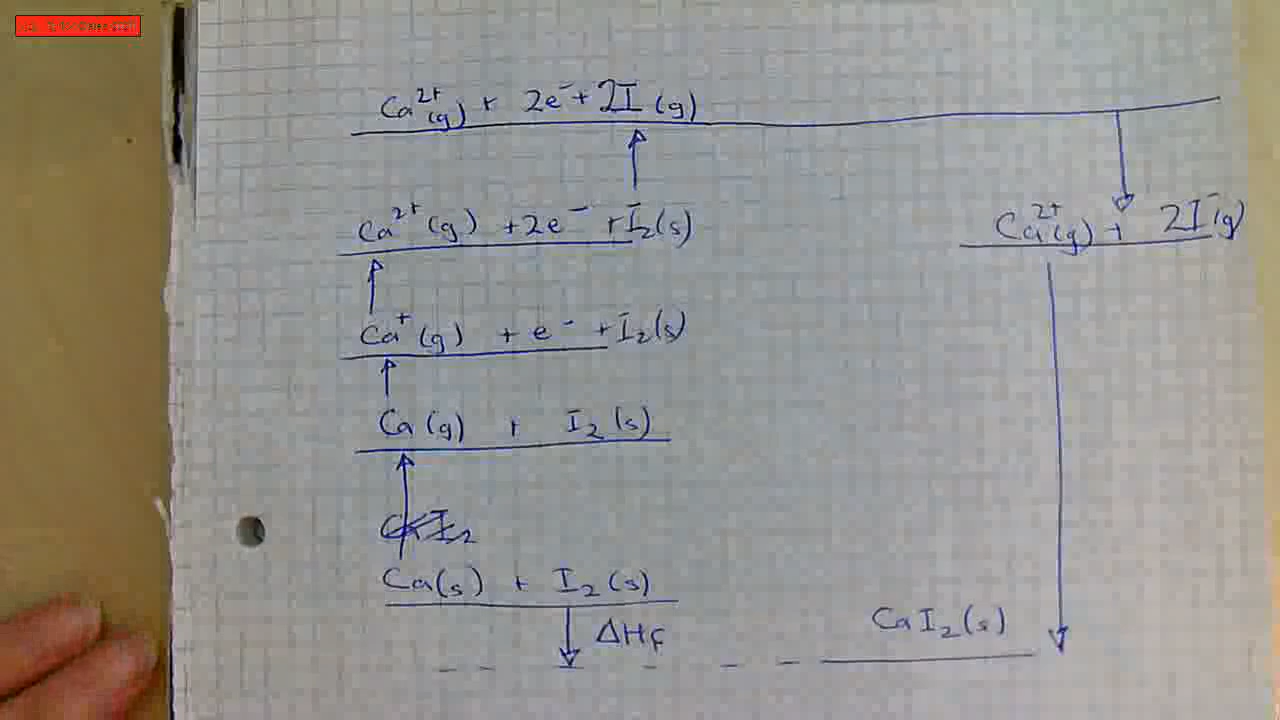 Ca²⁺(g) + 2e⁻ + 2I (g)
Ca²⁺(g) + 2e⁻ + I₂(s)
Ca²⁺(g) + 2I⁻(g)
Ca⁺(g) + e⁻ + I₂(s)
Ca(g) + I₂(s)
Ca(s) + I₂(s)
ΔHF
CaI₂(s)